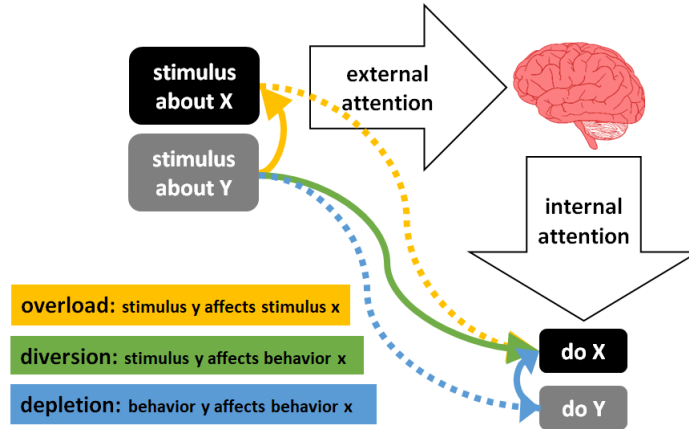 stimulus
about X
external
attention
stimulus
about Y
internal
attention
overload: stimulus y affects stimulus x
diversion: stimulus y affects behavior x
depletion: behavior y affects behavior x
do X
do Y